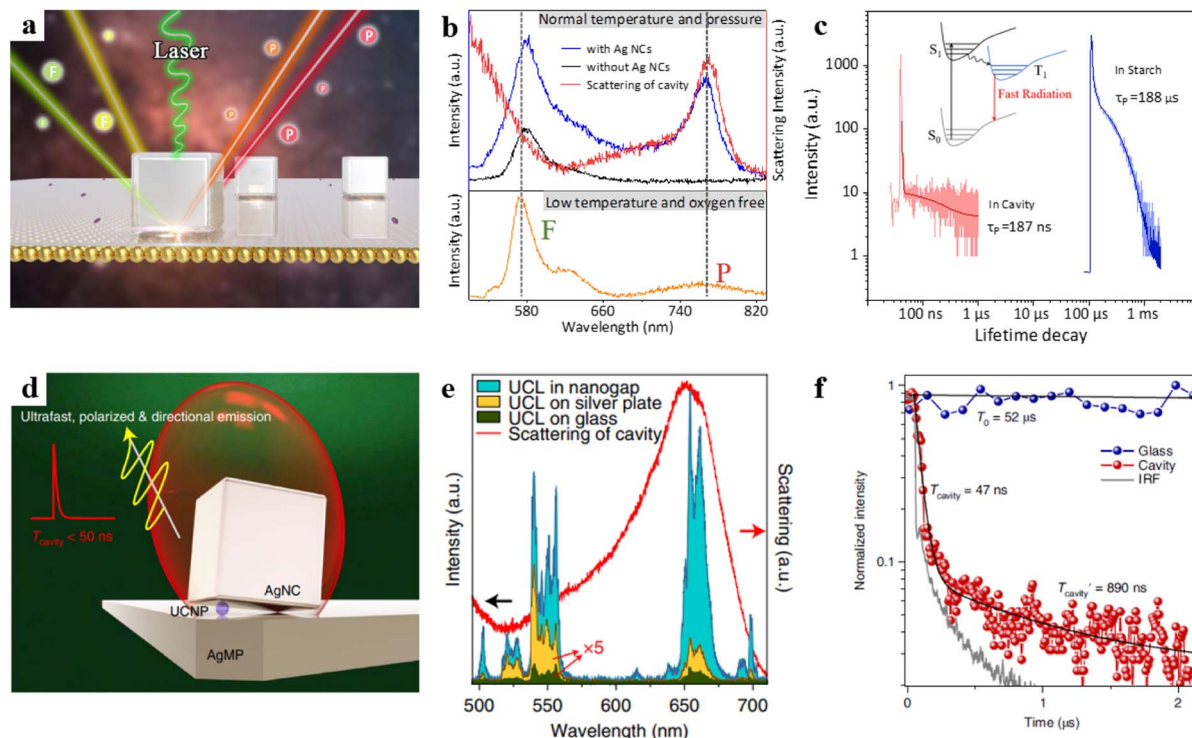 a
Laser
F
F
F
F
P
P
P
P
P
b
Normal temperature and pressure
with Ag NCs
without Ag NCs
Scattering of cavity
Intensity (a.u.)
Scattering Intensity (a.u.)
Low temperature and oxygen free
F
P
Intensity (a.u.)
580 660 740 820
Wavelength (nm)
c
1000
100
10
1
Intensity (a.u.)
S1
T1
Fast Radiation
S0
In Starch
τP =188 μs
In Cavity
τP =187 ns
100 ns 1 μs 10 μs 100 μs 1 ms
Lifetime decay
d
Ultrafast, polarized & directional emission
Tcavity < 50 ns
AgNC
UCNP
AgMP
e
UCL in nanogap
UCL on silver plate
UCL on glass
Scattering of cavity
×5
Intensity (a.u.)
Scattering (a.u.)
500 550 600 650 700
Wavelength (nm)
f
1
0.1
Normalized intensity
T0 = 52 μs
Glass
Cavity
IRF
Tcavity = 47 ns
Tcavity' = 890 ns
0 1 2
Time (μs)